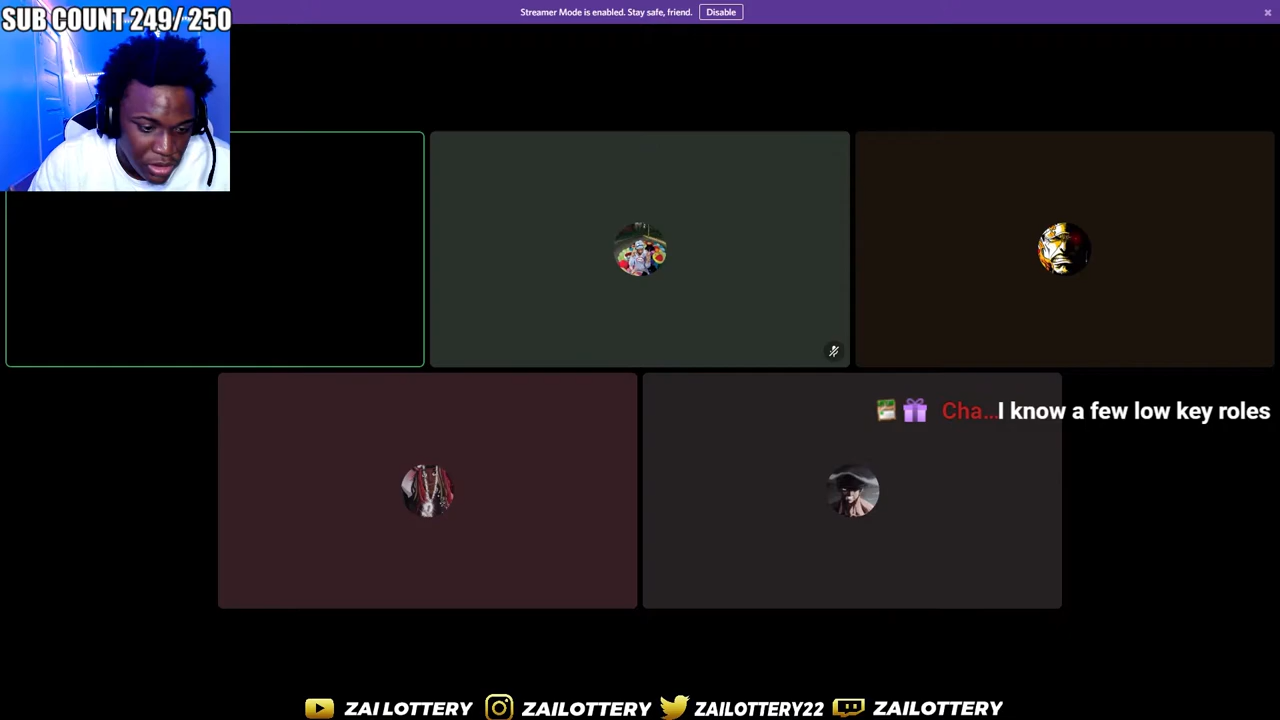 SUB COUNT 249/ 250
Streamer Mode is enabled. Stay safe, friend.
Disable
Cha... I know a few low key roles
ZAI LOTTERY
ZAILOTTERY
ZAILOTTERY22
ZAILOTTERY